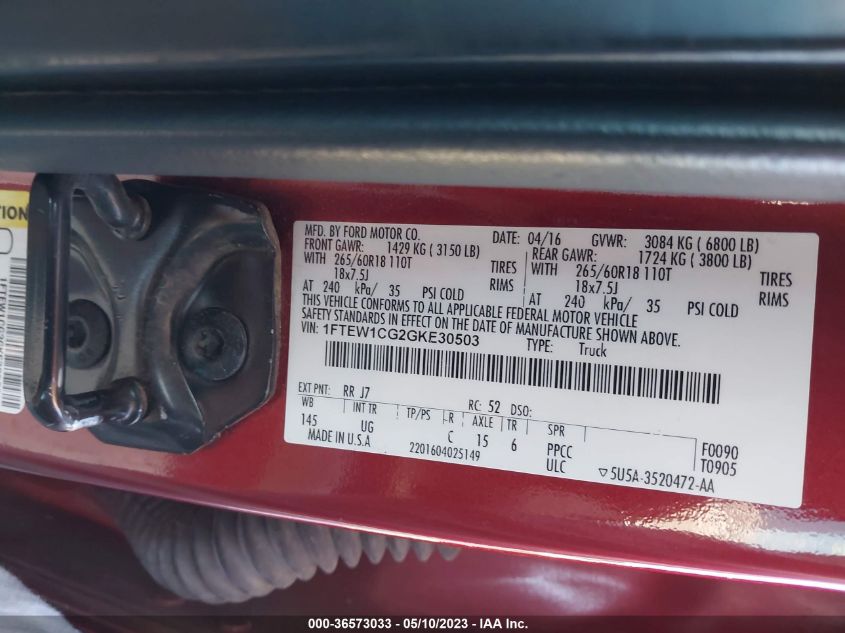 TION
MFD. BY FORD MOTOR CO. DATE: 04/16 GVWR: 3084 KG ( 6800 LB)
FRONT GAWR: 1429 KG ( 3150 LB) REAR GAWR: 1724 KG ( 3800 LB)
WITH 265/60R18 110T TIRES WITH 265/60R18 110T TIRES
18x7.5J RIMS 18x7.5J RIMS
AT 240 kPa/ 35 PSI COLD AT 240 kPa/ 35 PSI COLD
THIS VEHICLE CONFORMS TO ALL APPLICABLE FEDERAL MOTOR VEHICLE
SAFETY STANDARDS IN EFFECT ON THE DATE OF MANUFACTURE SHOWN ABOVE.
VIN: 1FTEW1CG2GKE30503 TYPE: Truck
EXT PNT: RR J7 RC: 52 DSO:
WB INT TR TP/PS R AXLE TR SPR
145 UG C 15 6 PPCC F0090
MADE IN U.S.A. 220160402S149 ULC T0905
5U5A-3520472-AA
000-36573033 - 05/10/2023 - IAA Inc.